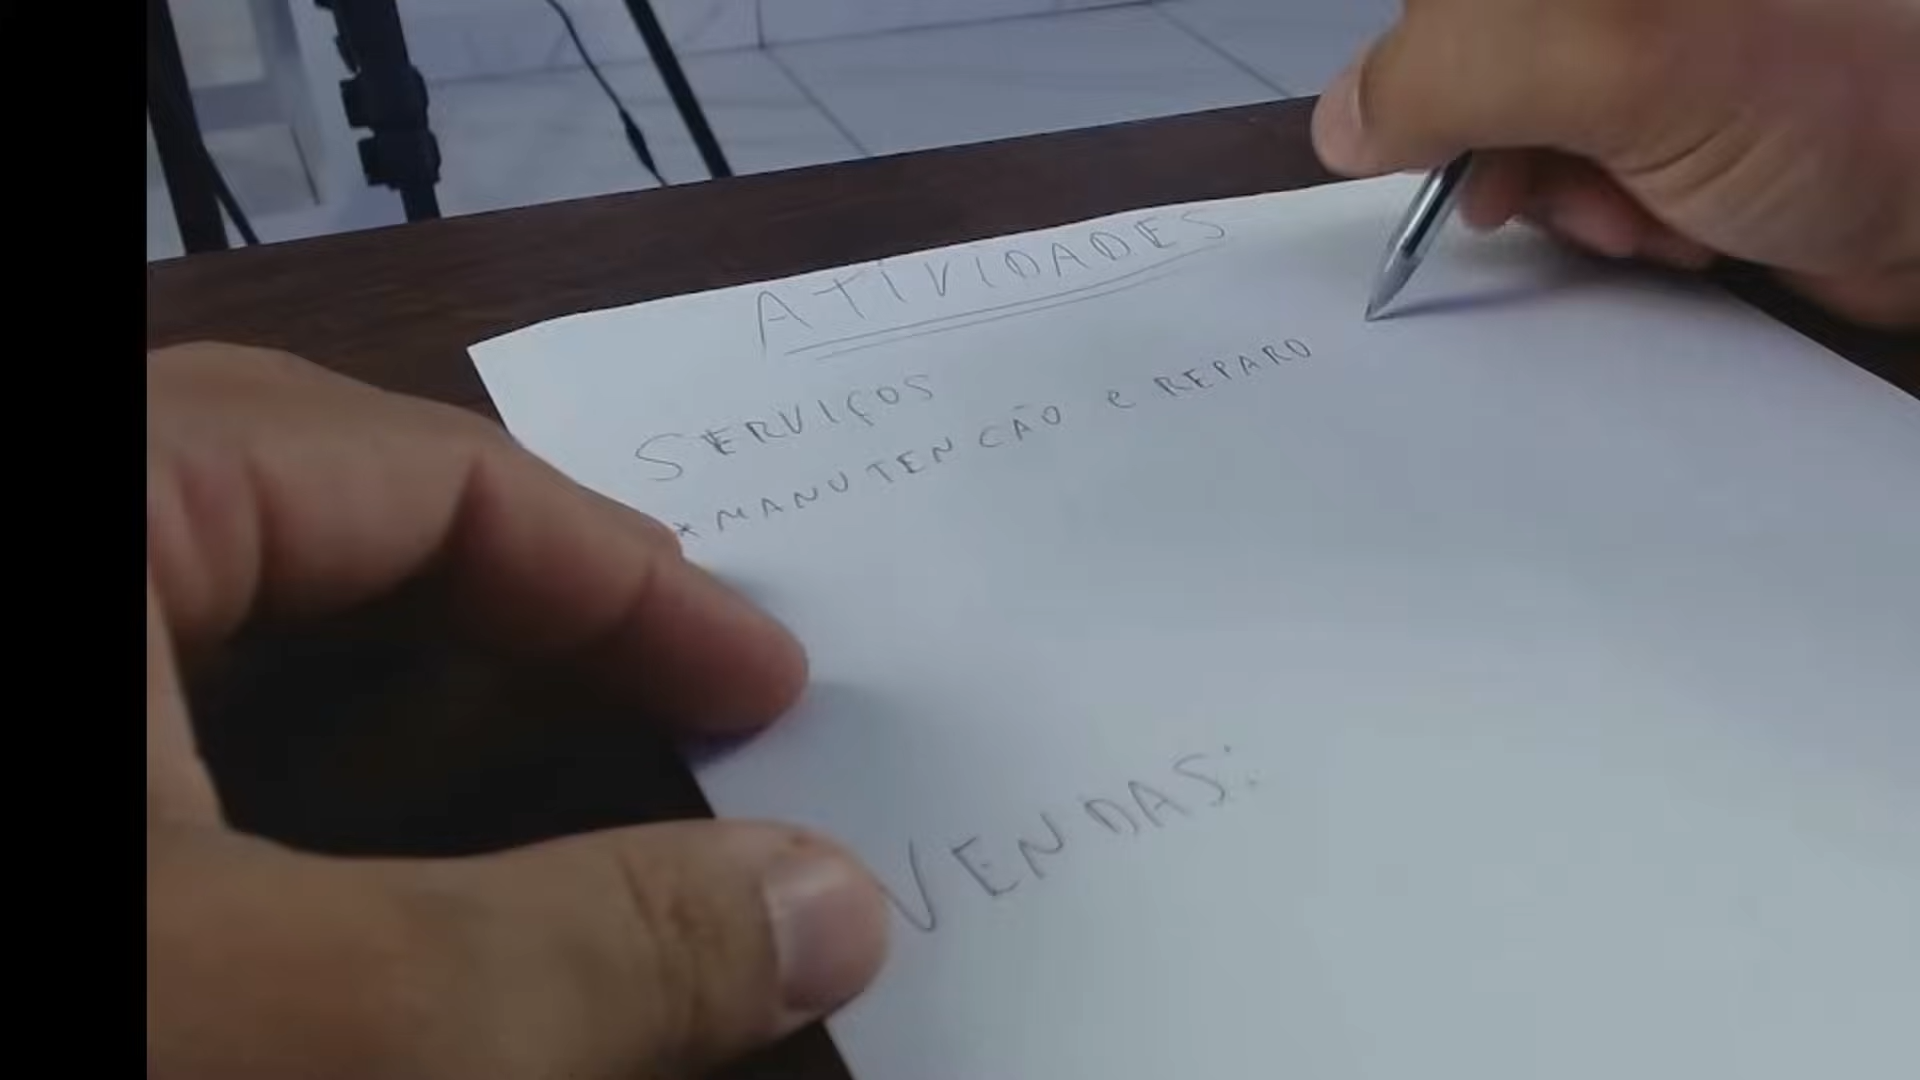 ATIVIDADES
SERVIÇOS
* MANUTENCÃO e REPARO
VENDAS: